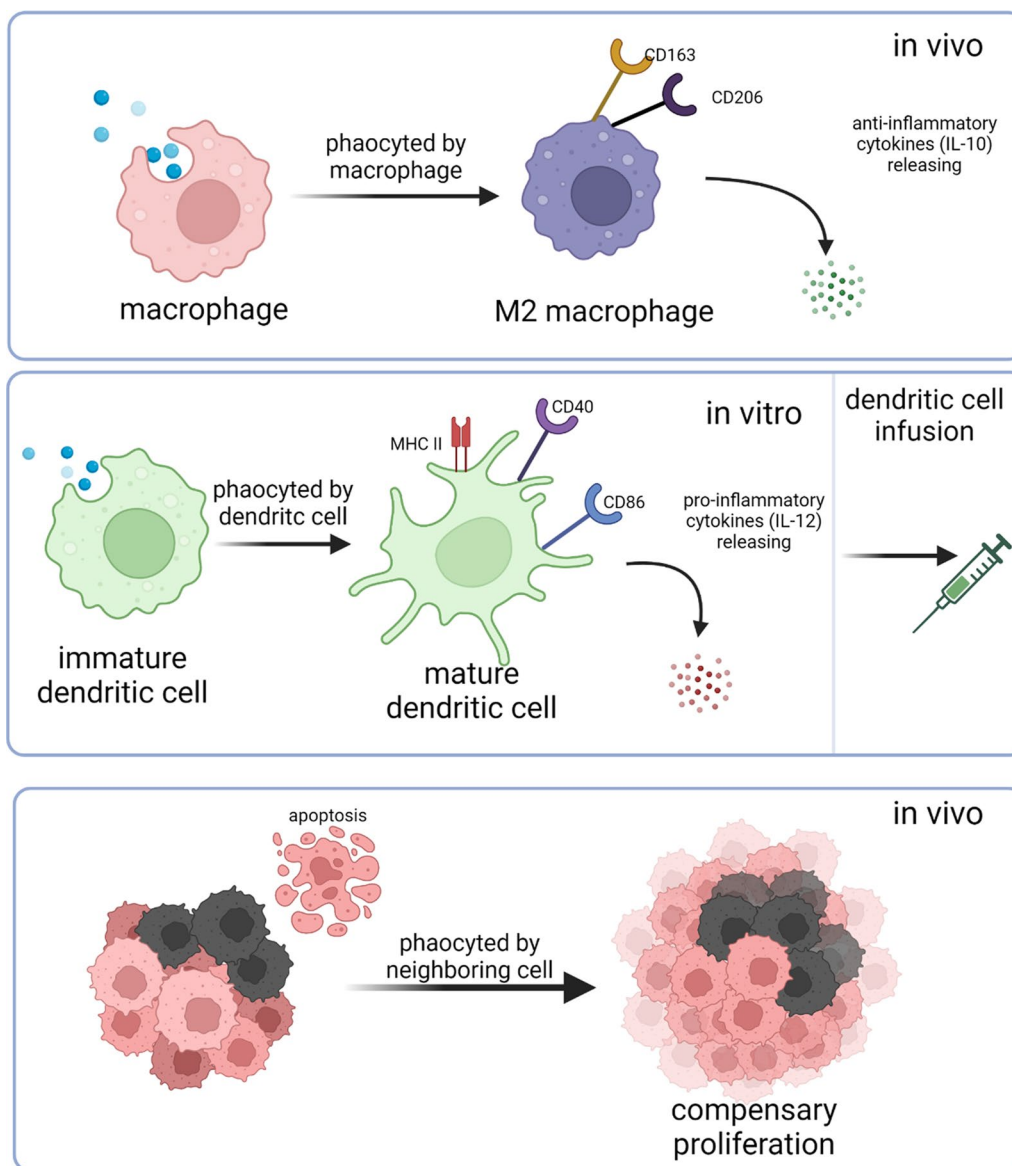 in vivo
CD163
CD206
anti-inflammatory
cytokines (IL-10)
releasing
phaocyted by
macrophage
macrophage
M2 macrophage
in vitro
dendritic cell
infusion
CD40
MHC II
CD86
phaocyted by
dendritc cell
pro-inflammatory
cytokines (IL-12)
releasing
immature
dendritic cell
mature
dendritic cell
in vivo
apoptosis
phaocyted by
neighboring cell
compensary
proliferation